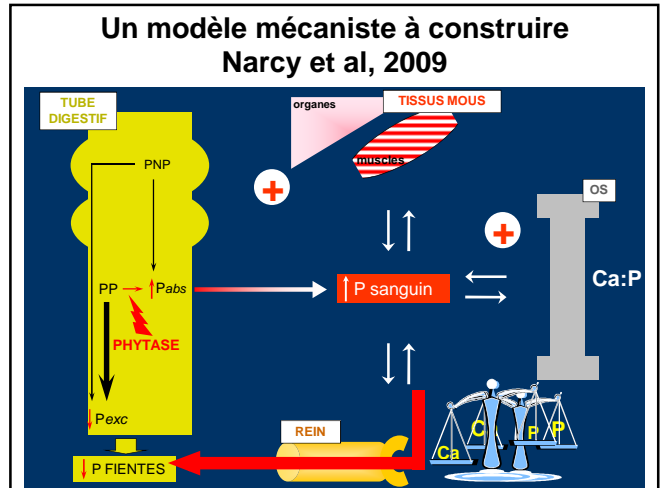 Un modèle mécaniste à construire
Narcy et al, 2009
TUBE
DIGESTIF
organes
TISSUS MOUS
muscles
PNP
+
+
OS
PP
Pabs
P sanguin
Ca:P
PHYTASE
Pexc
REIN
P FIENTES
Ca
C
P
P